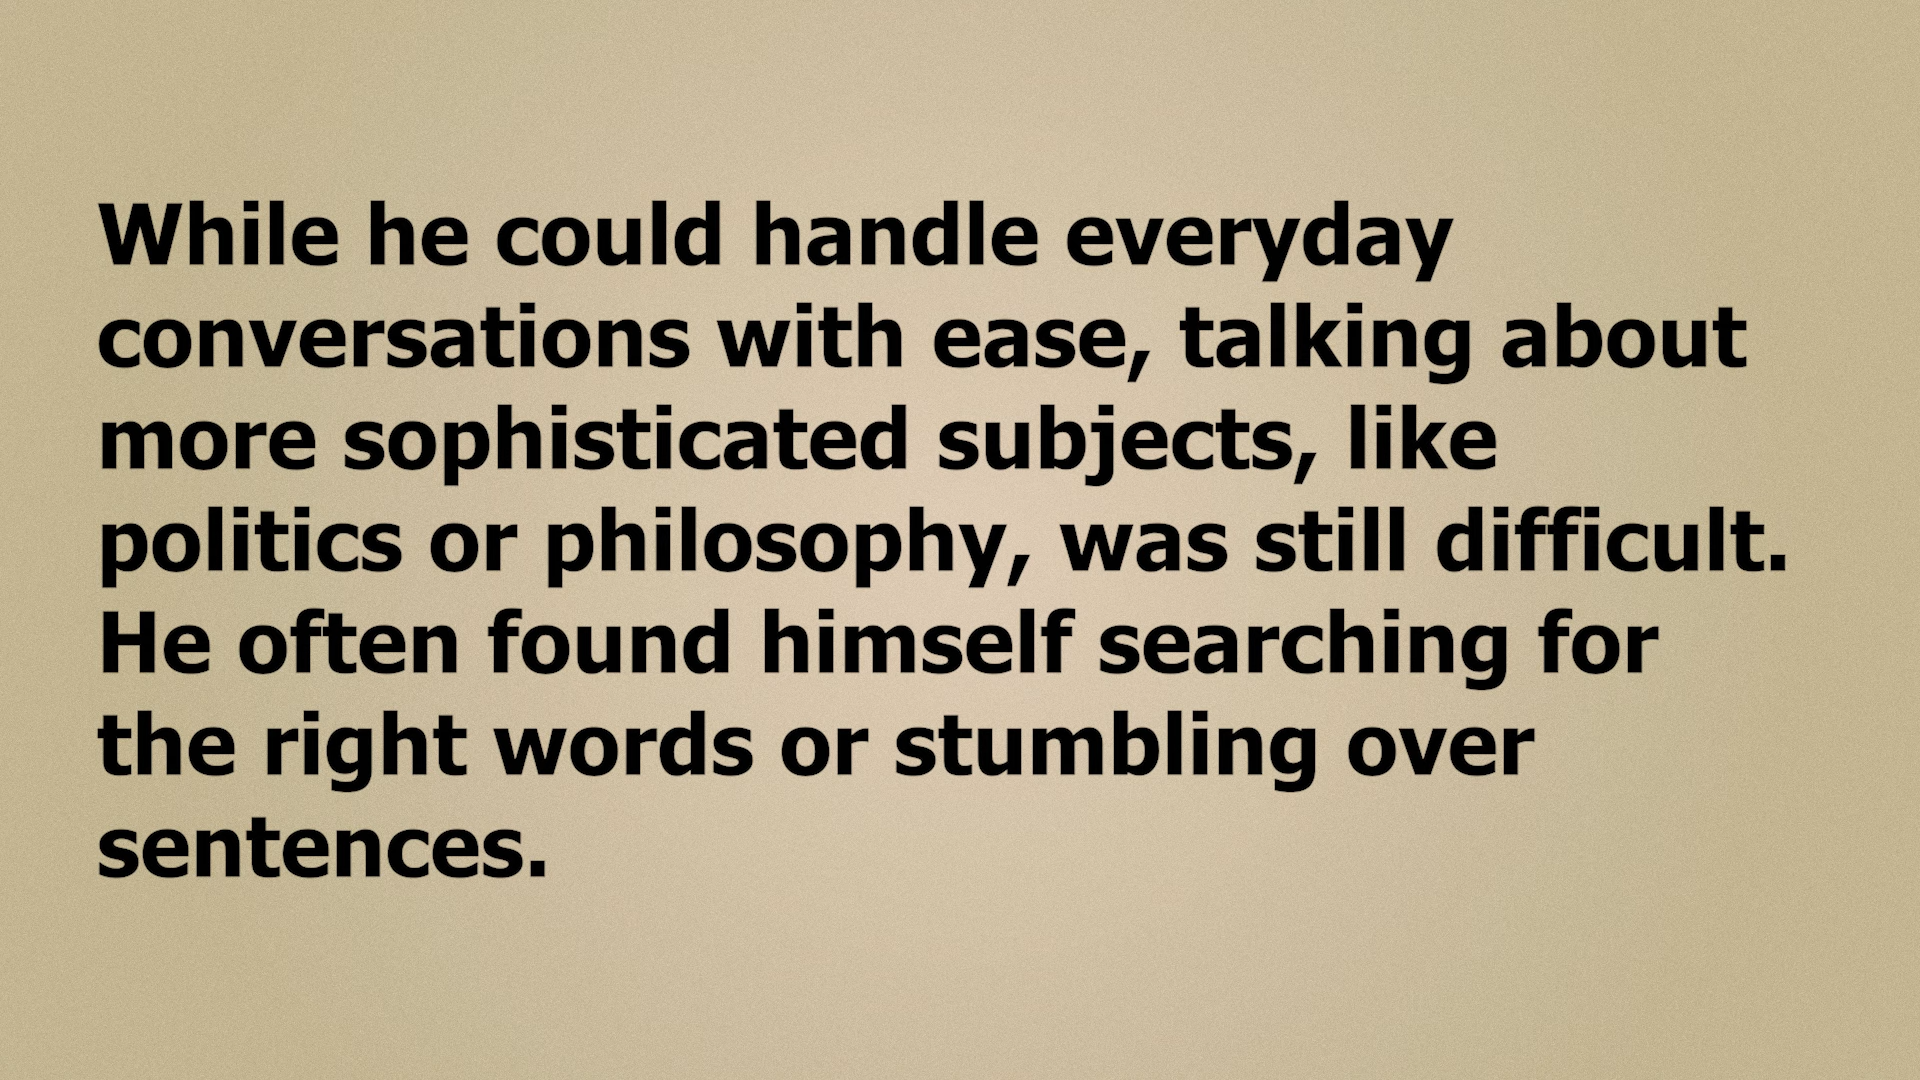 While he could handle everyday
conversations with ease, talking about
more sophisticated subjects, like
politics or philosophy, was still difficult.
He often found himself searching for
the right words or stumbling over
sentences.